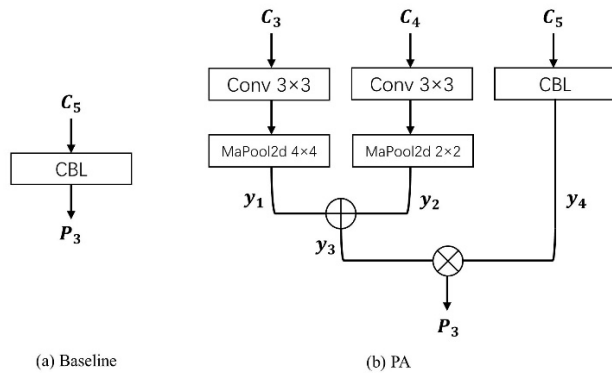 C₅
CBL
P₃
(a) Baseline
C₃ C₄ C₅
Conv 3×3 Conv 3×3 CBL
MaPool2d 4×4 MaPool2d 2×2
y₁ y₂ y₄
y₃
P₃
(b) PA